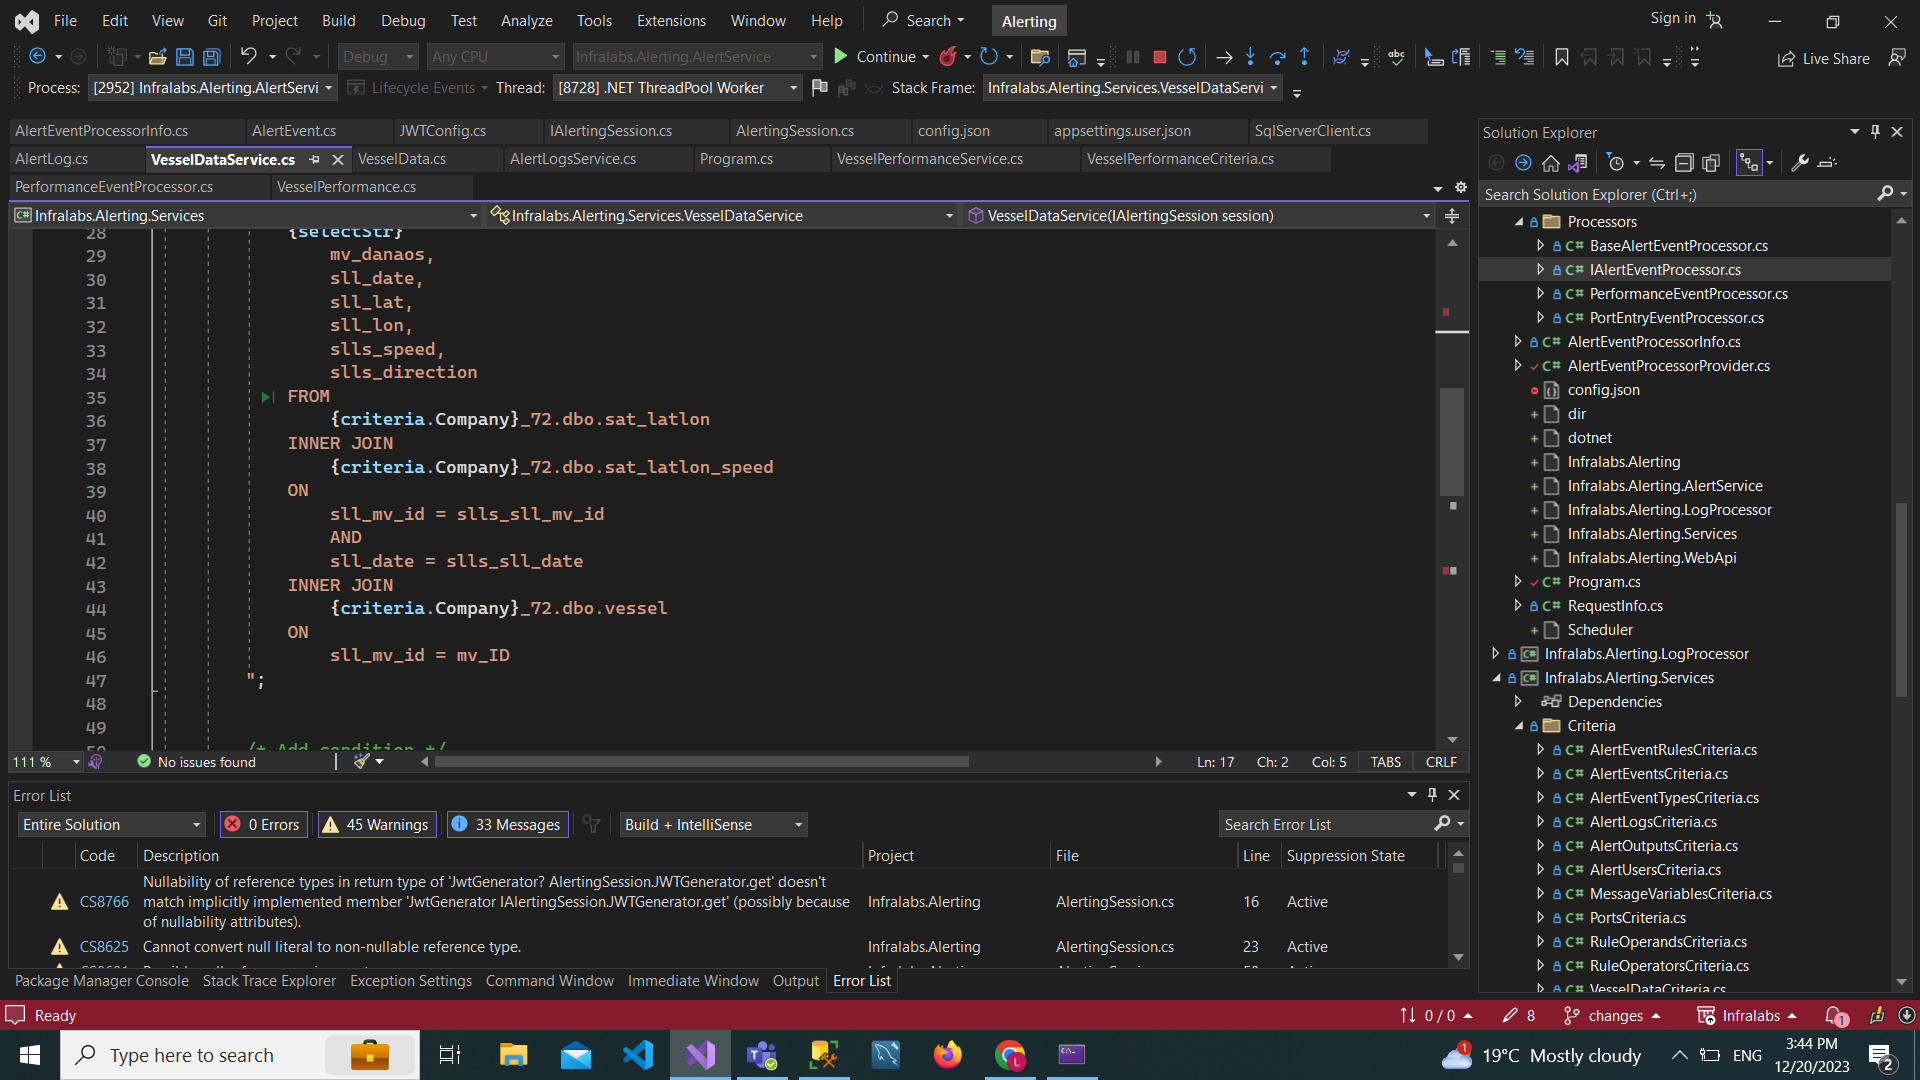 File Edit View Git Project Build Debug Test Analyze Tools Extensions Window Help Search Alerting Sign in
Debug Any CPU Infralabs.Alerting.AlertService Continue Live Share
Process: [2952] Infralabs.Alerting.AlertServi Lifecycle Events Thread: [8728] .NET ThreadPool Worker Stack Frame: Infralabs.Alerting.Services.VesselDataServi
AlertEventProcessorInfo.cs AlertEvent.cs JWTConfig.cs IAlertingSession.cs AlertingSession.cs config.json appsettings.user.json SqlServerClient.cs
AlertLog.cs VesselDataService.cs VesselData.cs AlertLogsService.cs Program.cs VesselPerformanceService.cs VesselPerformanceCriteria.cs
PerformanceEventProcessor.cs VesselPerformance.cs
C# Infralabs.Alerting.Services Infralabs.Alerting.Services.VesselDataService VesselDataService(IAlertingSession session)
28 {selectStr}
29 mv_danaos,
30 sll_date,
31 sll_lat,
32 sll_lon,
33 slls_speed,
34 slls_direction
35 FROM
36 {criteria.Company}_72.dbo.sat_latlon
37 INNER JOIN
38 {criteria.Company}_72.dbo.sat_latlon_speed
39 ON
40 sll_mv_id = slls_sll_mv_id
41 AND
42 sll_date = slls_sll_date
43 INNER JOIN
44 {criteria.Company}_72.dbo.vessel
45 ON
46 sll_mv_id = mv_ID
47 ";
48
49
50 /* Add condition */
111 % No issues found Ln: 17 Ch: 2 Col: 5 TABS CRLF
Error List
Entire Solution 0 Errors 45 Warnings 33 Messages Build + IntelliSense Search Error List
Code Description Project File Line Suppression State
CS8766 Nullability of reference types in return type of 'JwtGenerator? AlertingSession.JWTGenerator.get' doesn't match implicitly implemented member 'JwtGenerator IAlertingSession.JWTGenerator.get' (possibly because of nullability attributes). Infralabs.Alerting AlertingSession.cs 16 Active
CS8625 Cannot convert null literal to non-nullable reference type. Infralabs.Alerting AlertingSession.cs 23 Active
Package Manager Console Stack Trace Explorer Exception Settings Command Window Immediate Window Output Error List
Solution Explorer
Search Solution Explorer (Ctrl+;)
Processors
C# BaseAlertEventProcessor.cs
C# IAlertEventProcessor.cs
C# PerformanceEventProcessor.cs
C# PortEntryEventProcessor.cs
C# AlertEventProcessorInfo.cs
C# AlertEventProcessorProvider.cs
config.json
dir
dotnet
Infralabs.Alerting
Infralabs.Alerting.AlertService
Infralabs.Alerting.LogProcessor
Infralabs.Alerting.Services
Infralabs.Alerting.WebApi
C# Program.cs
C# RequestInfo.cs
Scheduler
C# Infralabs.Alerting.LogProcessor
C# Infralabs.Alerting.Services
Dependencies
Criteria
C# AlertEventRulesCriteria.cs
C# AlertEventsCriteria.cs
C# AlertEventTypesCriteria.cs
C# AlertLogsCriteria.cs
C# AlertOutputsCriteria.cs
C# AlertUsersCriteria.cs
C# MessageVariablesCriteria.cs
C# PortsCriteria.cs
C# RuleOperandsCriteria.cs
C# RuleOperatorsCriteria.cs
C# VesselDataCriteria.cs
Ready 0 / 0 8 changes Infralabs 1
Type here to search 1 19°C Mostly cloudy ENG 3:44 PM
12/20/2023 2